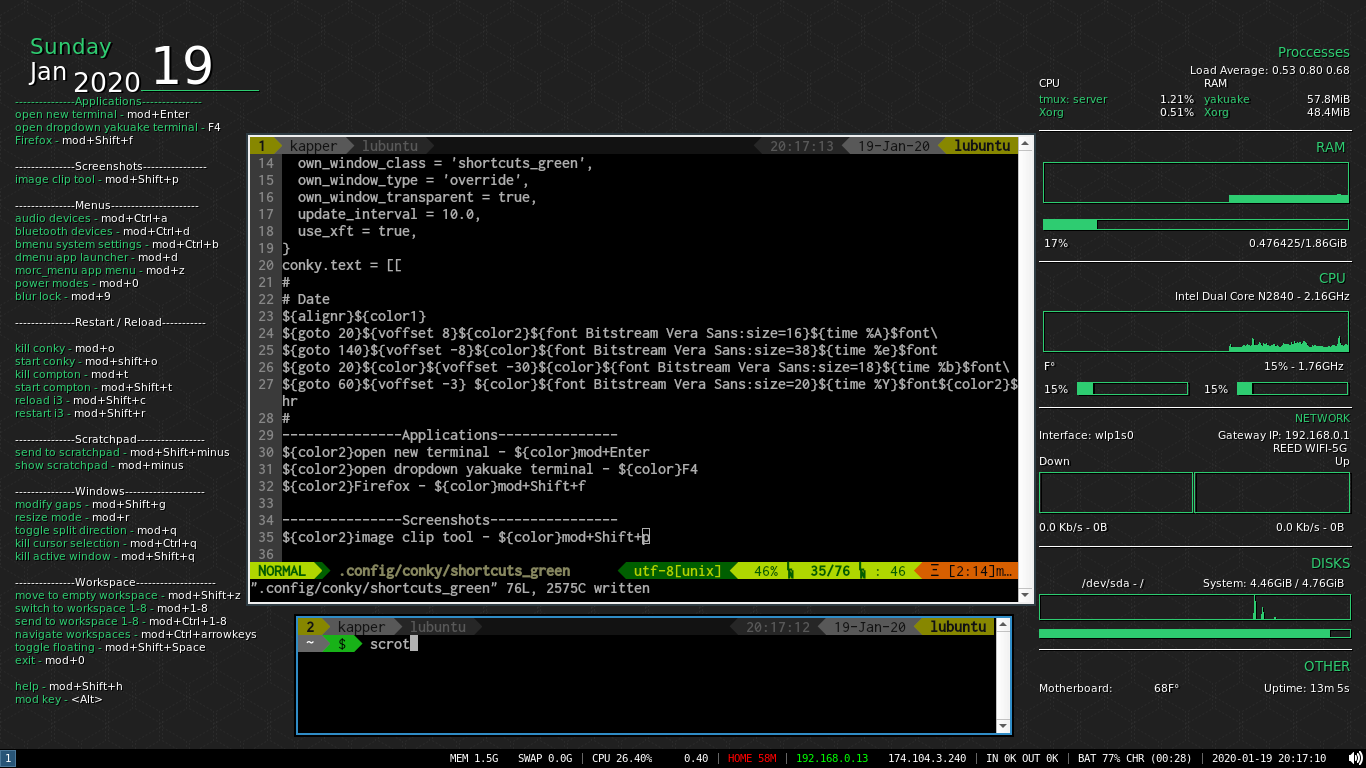 Sunday
Jan 2020 19
---------------Applications---------------
open new terminal - mod+Enter
open dropdown yakuake terminal - F4
Firefox - mod+Shift+f
---------------Screenshots----------------
image clip tool - mod+Shift+p
---------------Menus----------------------
audio devices - mod+Ctrl+a
bluetooth devices - mod+Ctrl+d
bmenu system settings - mod+Ctrl+b
dmenu app launcher - mod+d
morc_menu app menu - mod+z
power modes - mod+0
blur lock - mod+9
---------------Restart / Reload-----------
kill conky - mod+o
start conky - mod+shift+o
kill compton - mod+t
start compton - mod+Shift+t
reload i3 - mod+Shift+c
restart i3 - mod+Shift+r
---------------Scratchpad-----------------
send to scratchpad - mod+Shift+minus
show scratchpad - mod+minus
---------------Windows--------------------
modify gaps - mod+Shift+g
resize mode - mod+r
toggle split direction - mod+q
kill cursor selection - mod+Ctrl+q
kill active window - mod+Shift+q
---------------Workspace------------------
move to empty workspace - mod+Shift+z
switch to workspace 1-8 - mod+1-8
send to workspace 1-8 - mod+Ctrl+1-8
navigate workspaces - mod+Ctrl+arrowkeys
toggle floating - mod+Shift+Space
exit - mod+0
help - mod+Shift+h
mod key - <Alt>
1 kapper lubuntu 20:17:13 19-Jan-20 lubuntu
14 own_window_class = 'shortcuts_green',
15 own_window_type = 'override',
16 own_window_transparent = true,
17 update_interval = 10.0,
18 use_xft = true,
19 }
20 conky.text = [[
21 #
22 # Date
23 ${alignr}${color1}
24 ${goto 20}${voffset 8}${color2}${font Bitstream Vera Sans:size=16}${time %A}$font\
25 ${goto 140}${voffset -8}${color}${font Bitstream Vera Sans:size=38}${time %e}$font
26 ${goto 20}${color}${voffset -30}${color}${font Bitstream Vera Sans:size=18}${time %b}$font\
27 ${goto 60}${voffset -3} ${color}${font Bitstream Vera Sans:size=20}${time %Y}$font${color2}$
hr
28 #
29 ---------------Applications---------------
30 ${color2}open new terminal - ${color}mod+Enter
31 ${color2}open dropdown yakuake terminal - ${color}F4
32 ${color2}Firefox - ${color}mod+Shift+f
33
34 ---------------Screenshots----------------
35 ${color2}image clip tool - ${color}mod+Shift+p
36
NORMAL .config/conky/shortcuts_green utf-8[unix] 46% 35/76 : 46 Ξ [2:14]m…
".config/conky/shortcuts_green" 76L, 2575C written
2 kapper lubuntu 20:17:12 19-Jan-20 lubuntu
~ $ scrot
Proccesses
Load Average: 0.53 0.80 0.68
CPU RAM
tmux: server 1.21% yakuake 57.8MiB
Xorg 0.51% Xorg 48.4MiB
RAM
17% 0.476425/1.86GiB
CPU
Intel Dual Core N2840 - 2.16GHz
F° 15% - 1.76GHz
15% 15%
NETWORK
Interface: wlp1s0 Gateway IP: 192.168.0.1
REED WIFI-5G
Down Up
0.0 Kb/s - 0B 0.0 Kb/s - 0B
DISKS
/dev/sda - / System: 4.46GiB / 4.76GiB
OTHER
Motherboard: 68F° Uptime: 13m 5s
1 MEM 1.5G SWAP 0.0G | CPU 26.40% 0.40 | HOME 58M | 192.168.0.13 174.104.3.240 | IN 0K OUT 0K | BAT 77% CHR (00:28) | 2020-01-19 20:17:10